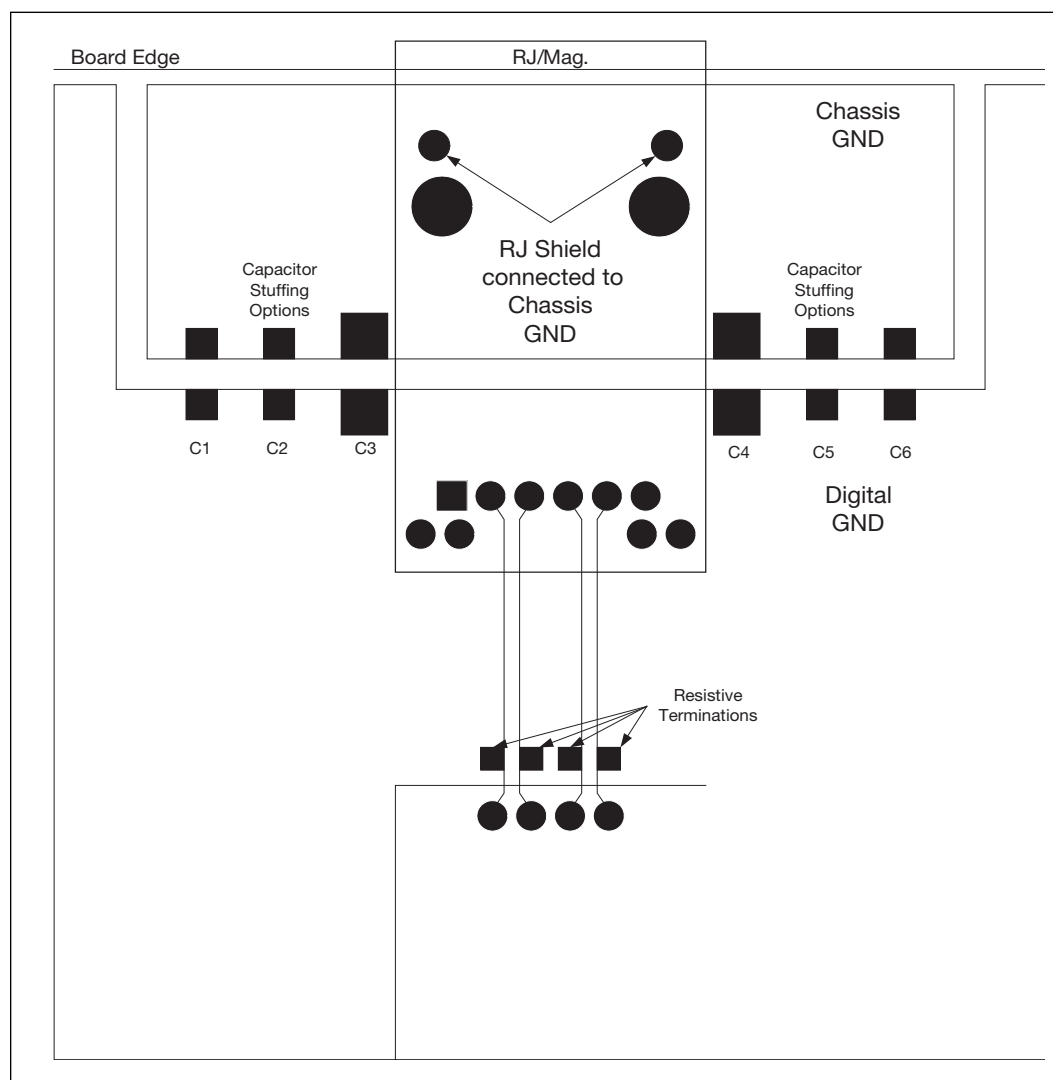 Board Edge
RJ/Mag.
Chassis
GND
RJ Shield
connected to
Chassis
GND
Capacitor
Stuffing
Options
Capacitor
Stuffing
Options
C1
C2
C3
C4
C5
C6
Digital
GND
Resistive
Terminations